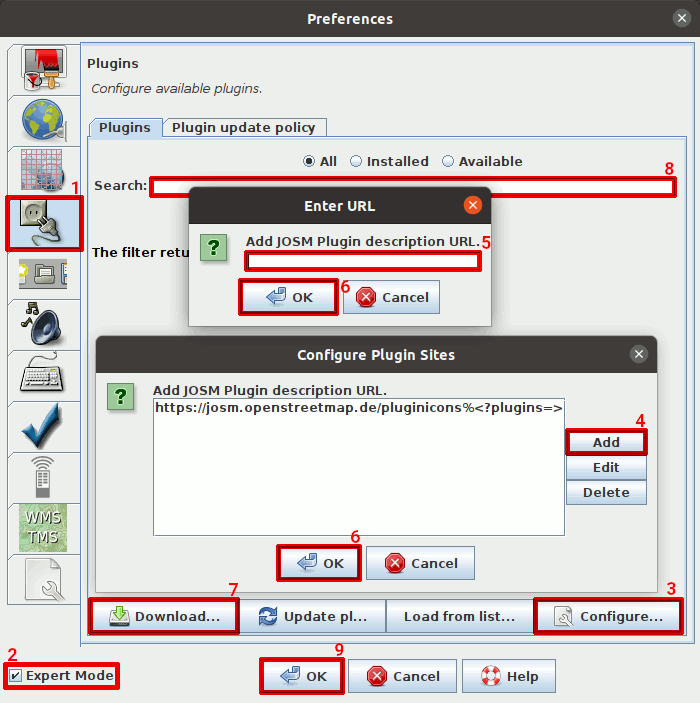 Preferences
Plugins
Configure available plugins.
Plugins Plugin update policy
All Installed Available
8
1
Search:
Enter URL
The filter retu
?
Add JOSM Plugin description URL.
5
OK
6
Cancel
Configure Plugin Sites
?
Add JOSM Plugin description URL.
https://josm.openstreetmap.de/pluginicons%<?plugins=>
4
Add
Edit
Delete
WMS
TMS
6
OK Cancel
7
3
Download... Update pl... Load from list... Configure...
2
9
Expert Mode OK Cancel Help